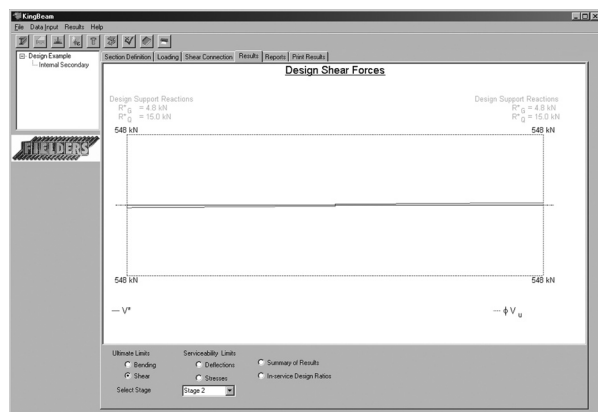 KingBeam
File Data Input Results Help
Design Example
Internal Secondary
FIELDERS
Section Definition Loading Shear Connection Results Reports Print Results
Design Shear Forces
Design Support Reactions
R*G = 4.8 kN
R*Q = 15.0 kN
Design Support Reactions
R*G = 4.8 kN
R*Q = 15.0 kN
548 kN
548 kN
548 kN
548 kN
V*
ϕVu
Ultimate Limits
Bending
Shear
Select Stage
Serviceability Limits
Deflections
Stresses
Stage 2
Summary of Results
In-service Design Ratios